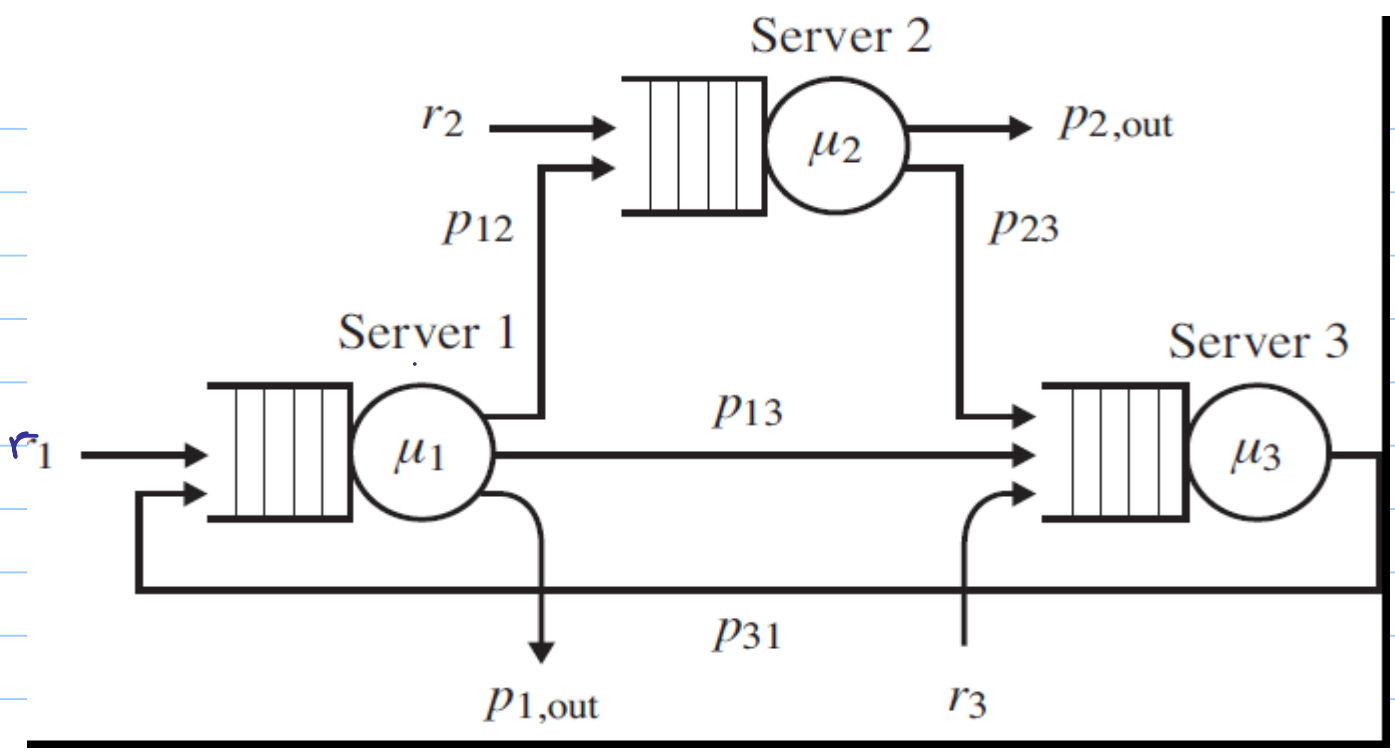 Server 2
r2
μ2
p2,out
p12
p23
Server 1
Server 3
p13
r1
μ1
μ3
p31
p1,out
r3